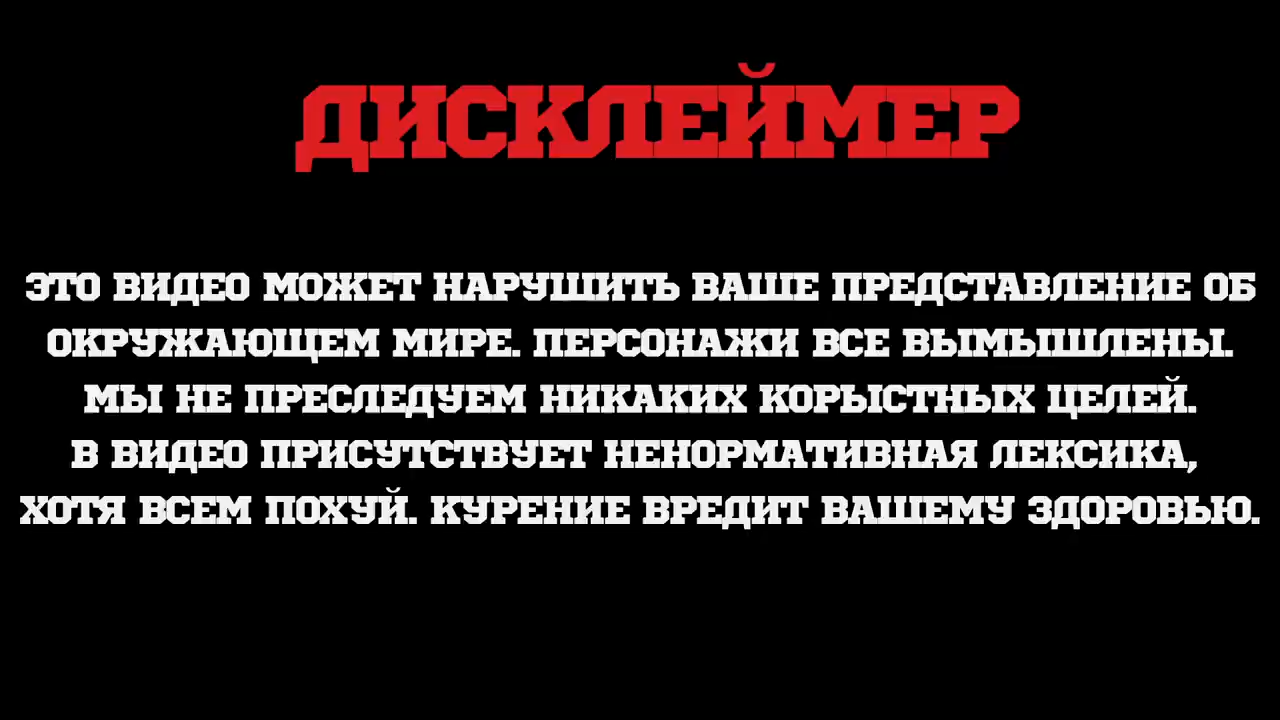 ДИСКЛЕЙМЕР
ЭТО ВИДЕО МОЖЕТ НАРУШИТЬ ВАШЕ ПРЕДСТАВЛЕНИЕ ОБ
ОКРУЖАЮЩЕМ МИРЕ. ПЕРСОНАЖИ ВСЕ ВЫМЫШЛЕНЫ.
МЫ НЕ ПРЕСЛЕДУЕМ НИКАКИХ КОРЫСТНЫХ ЦЕЛЕЙ.
В ВИДЕО ПРИСУТСТВУЕТ НЕНОРМАТИВНАЯ ЛЕКСИКА,
ХОТЯ ВСЕМ ПОХУЙ. КУРЕНИЕ ВРЕДИТ ВАШЕМУ ЗДОРОВЬЮ.